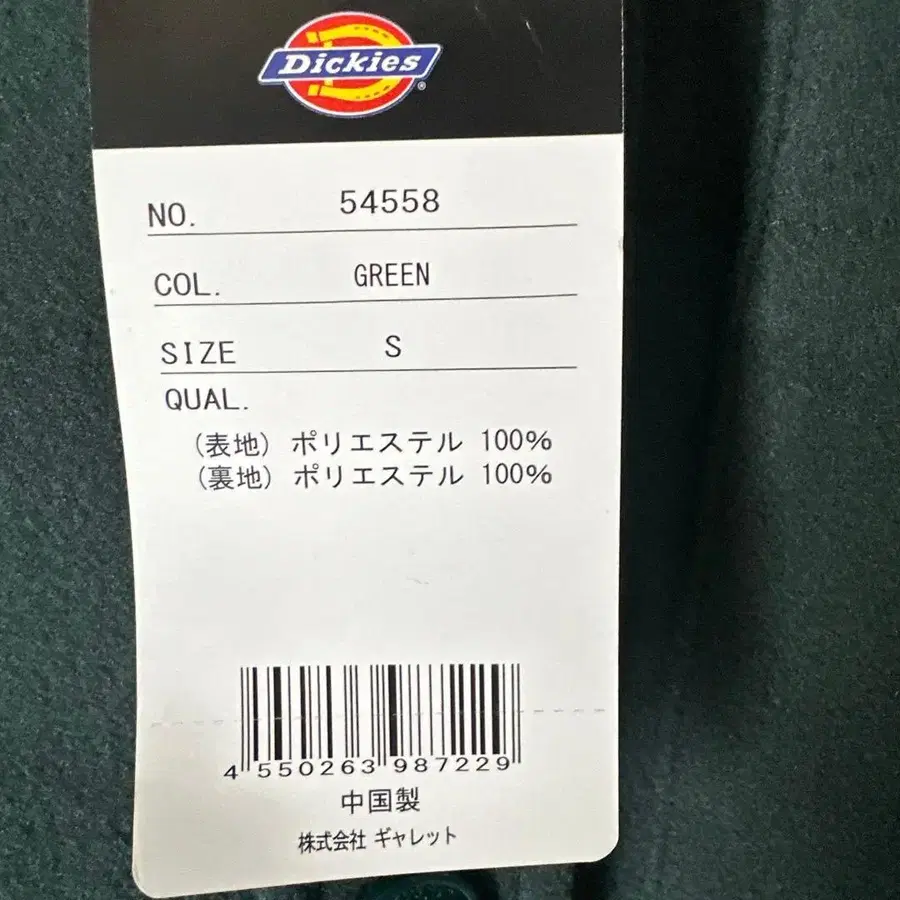 Dickies®
NO. 54558
COL. GREEN
SIZE S
QUAL.
(表地) ポリエステル 100%
(裏地) ポリエステル 100%
4 550263 987229
中国製
株式会社 ギャレット